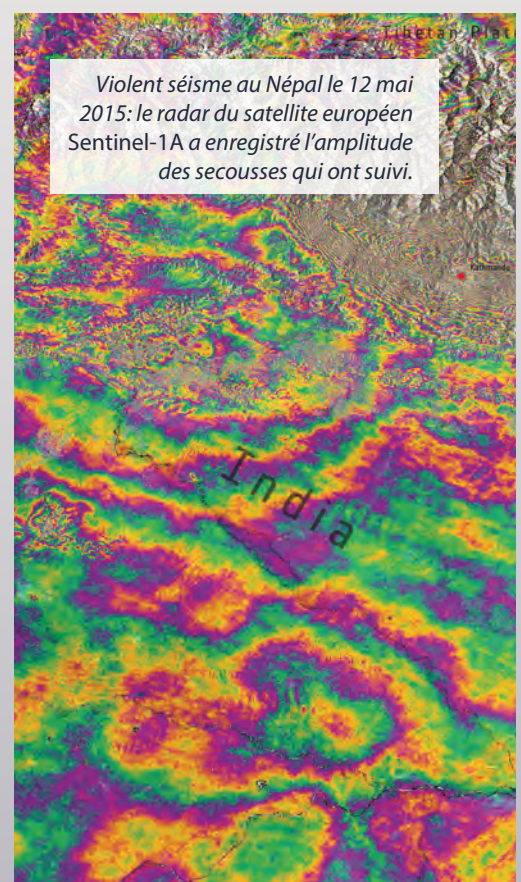 Tibetan Plat
Violent séisme au Népal le 12 mai
2015: le radar du satellite européen
Sentinel-1A a enregistré l’amplitude
des secousses qui ont suivi.
Kathmandu
India